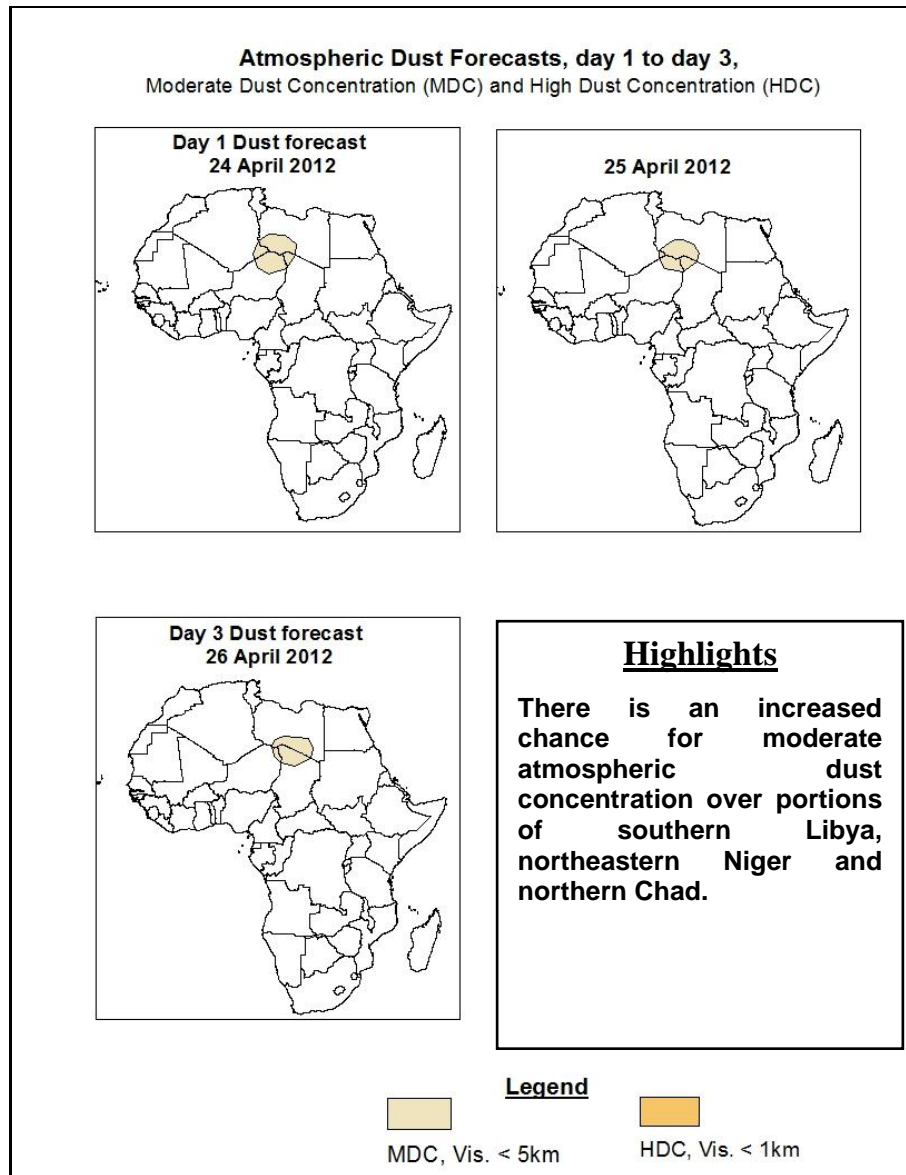 Atmospheric Dust Forecasts, day 1 to day 3,
Moderate Dust Concentration (MDC) and High Dust Concentration (HDC)
Day 1 Dust forecast
24 April 2012
25 April 2012
Day 3 Dust forecast
26 April 2012
Highlights
There is an increased
chance for moderate
atmospheric dust
concentration over portions
of southern Libya,
northeastern Niger and
northern Chad.
Legend
MDC, Vis. < 5km
HDC, Vis. < 1km